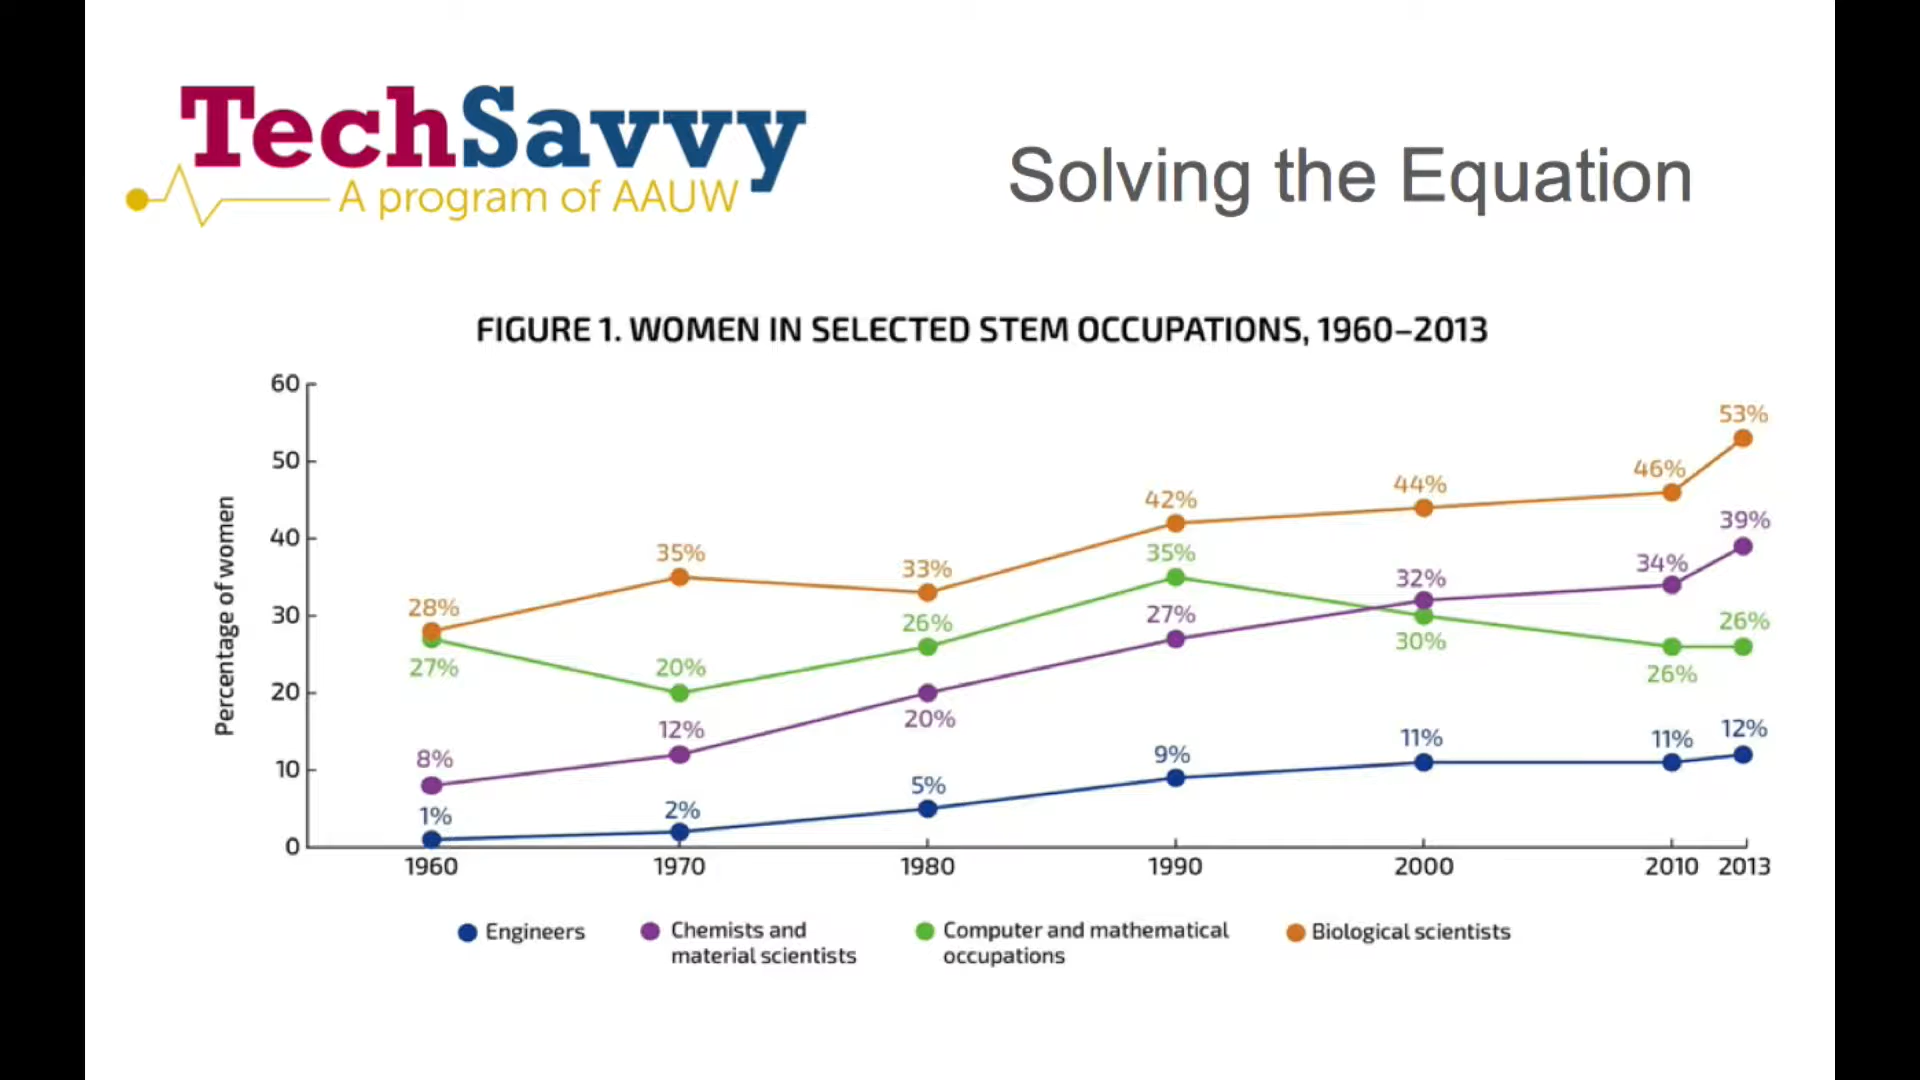 TechSavvy
A program of AAUW
Solving the Equation
FIGURE 1. WOMEN IN SELECTED STEM OCCUPATIONS, 1960–2013
Percentage of women
60
50
40
30
20
10
0
28%
35%
33%
42%
44%
46%
53%
27%
20%
26%
35%
30%
26%
26%
8%
12%
20%
27%
32%
34%
39%
1%
2%
5%
9%
11%
11%
12%
1960 1970 1980 1990 2000 2010 2013
Engineers
Chemists and
material scientists
Computer and mathematical
occupations
Biological scientists